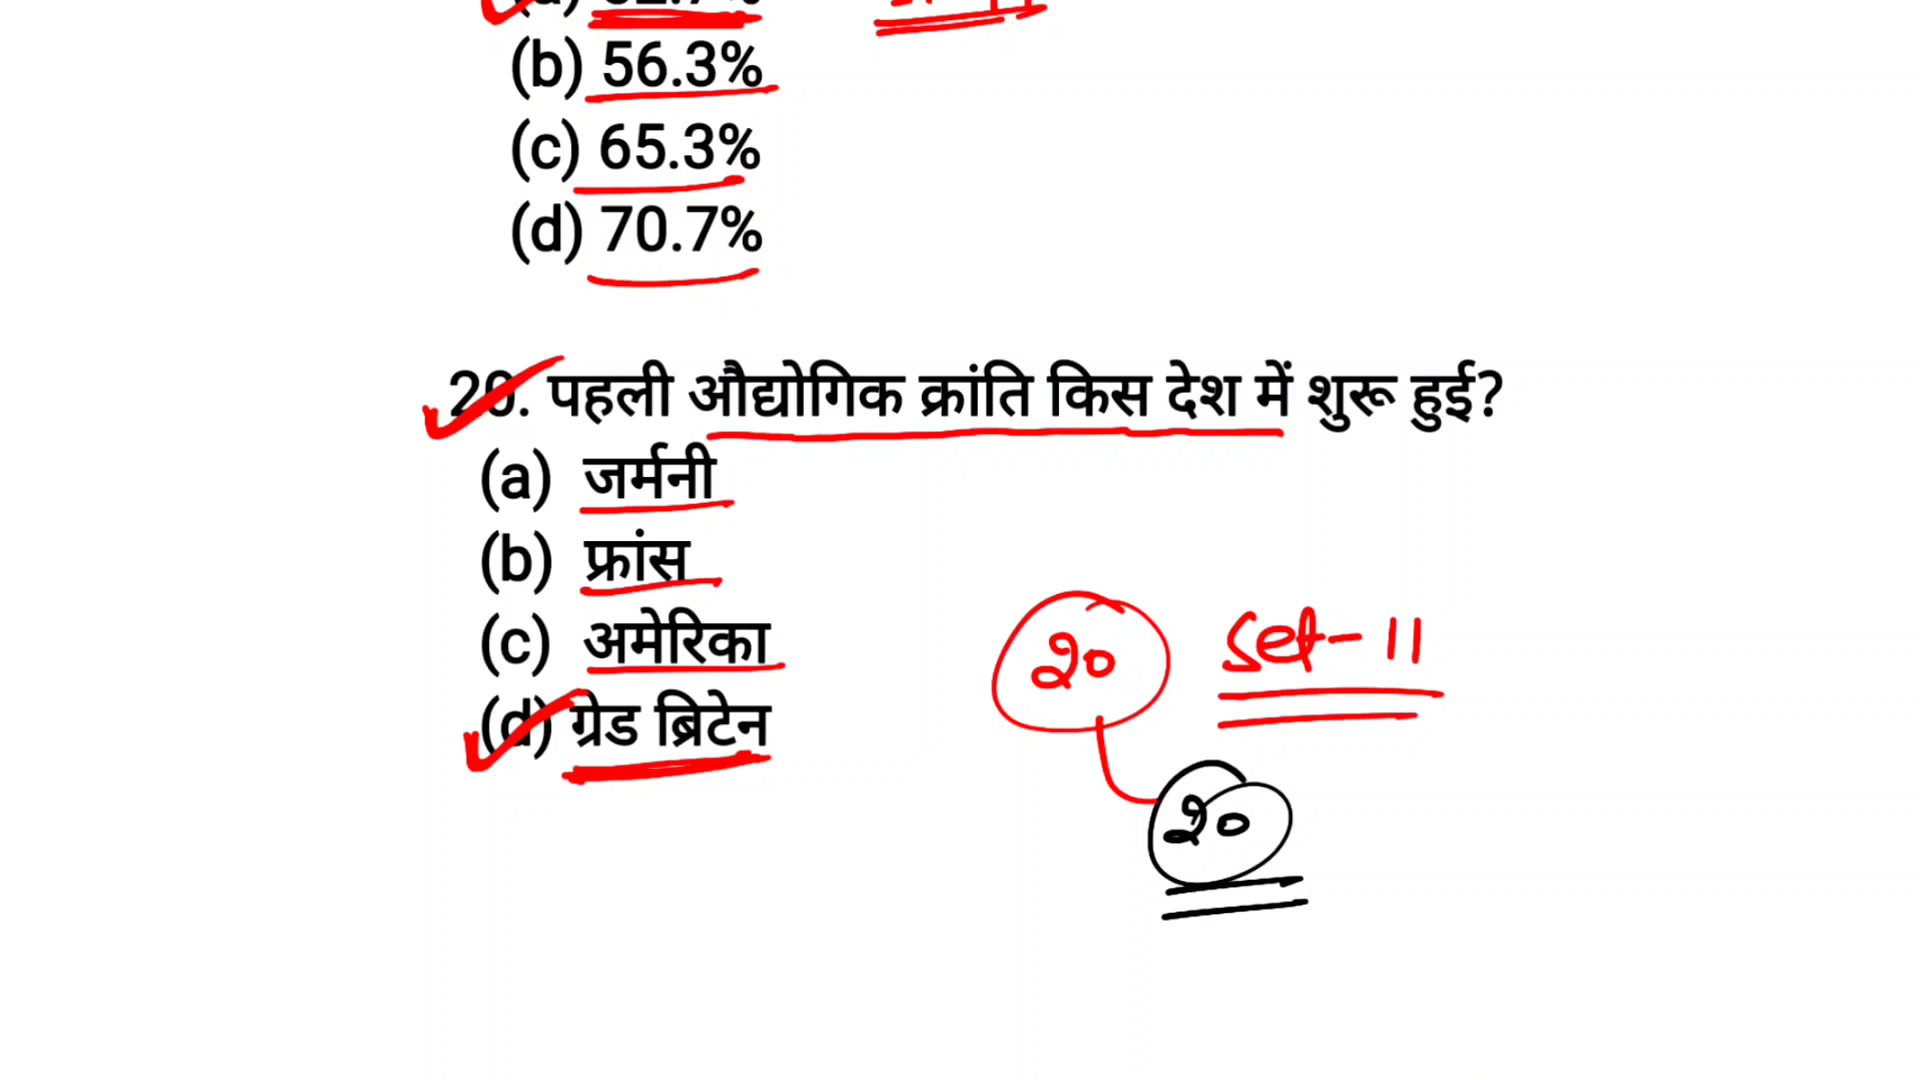 (b) 56.3%
(c) 65.3%
(d) 70.7%
20. पहली औद्योगिक क्रांति किस देश में शुरू हुई?
(a) जर्मनी
(b) फ्रांस
(c) अमेरिका
(d) ग्रेड ब्रिटेन
20
Set-11
20